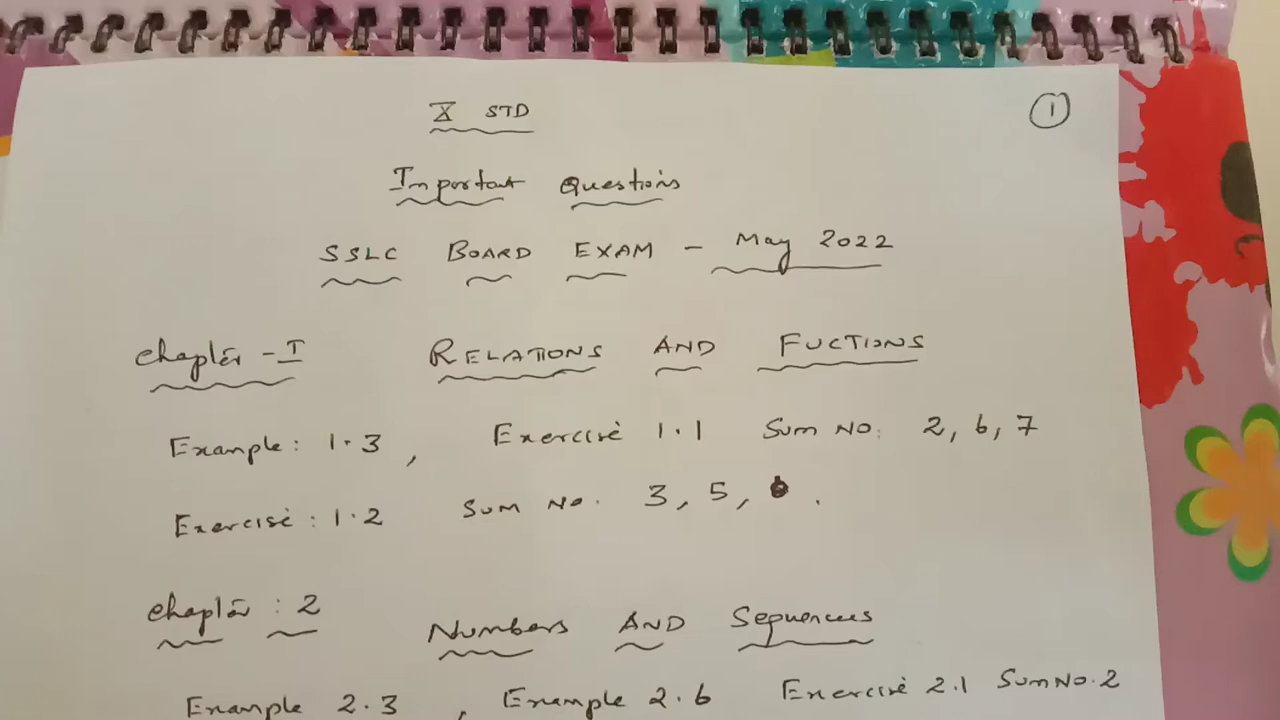 X STD
1
Important Questions
SSLC BOARD EXAM - May 2022
Chapter - I RELATIONS AND FUCTIONS
Example: 1.3, Exercise 1.1 Sum NO: 2, 6, 7
Exercise: 1.2 Sum No. 3, 5, .
Chapter : 2 Numbers AND Sequences
Example 2.3, Example 2.6 Exercise 2.1 Sum NO. 2